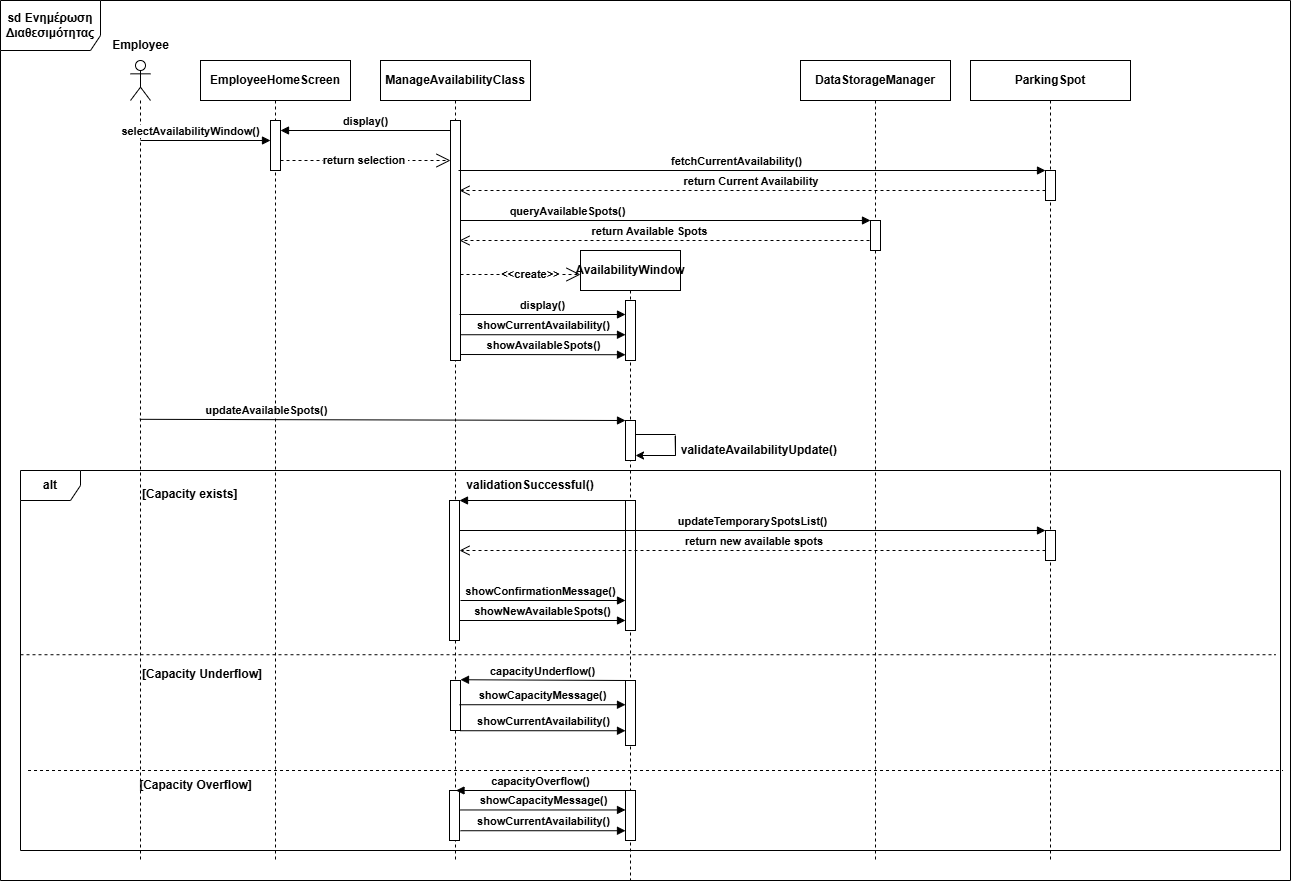 sd Ενημέρωση
Διαθεσιμότητας
Employee
EmployeeHomeScreen
ManageAvailabilityClass
DataStorageManager
ParkingSpot
display()
selectAvailabilityWindow()
return selection
fetchCurrentAvailability()
return Current Availability
queryAvailableSpots()
return Available Spots
<<create>>
AvailabilityWindow
display()
showCurrentAvailability()
showAvailableSpots()
updateAvailableSpots()
validateAvailabilityUpdate()
alt
[Capacity exists]
validationSuccessful()
updateTemporarySpotsList()
return new available spots
showConfirmationMessage()
showNewAvailableSpots()
[Capacity Underflow]
capacityUnderflow()
showCapacityMessage()
showCurrentAvailability()
[Capacity Overflow]
capacityOverflow()
showCapacityMessage()
showCurrentAvailability()